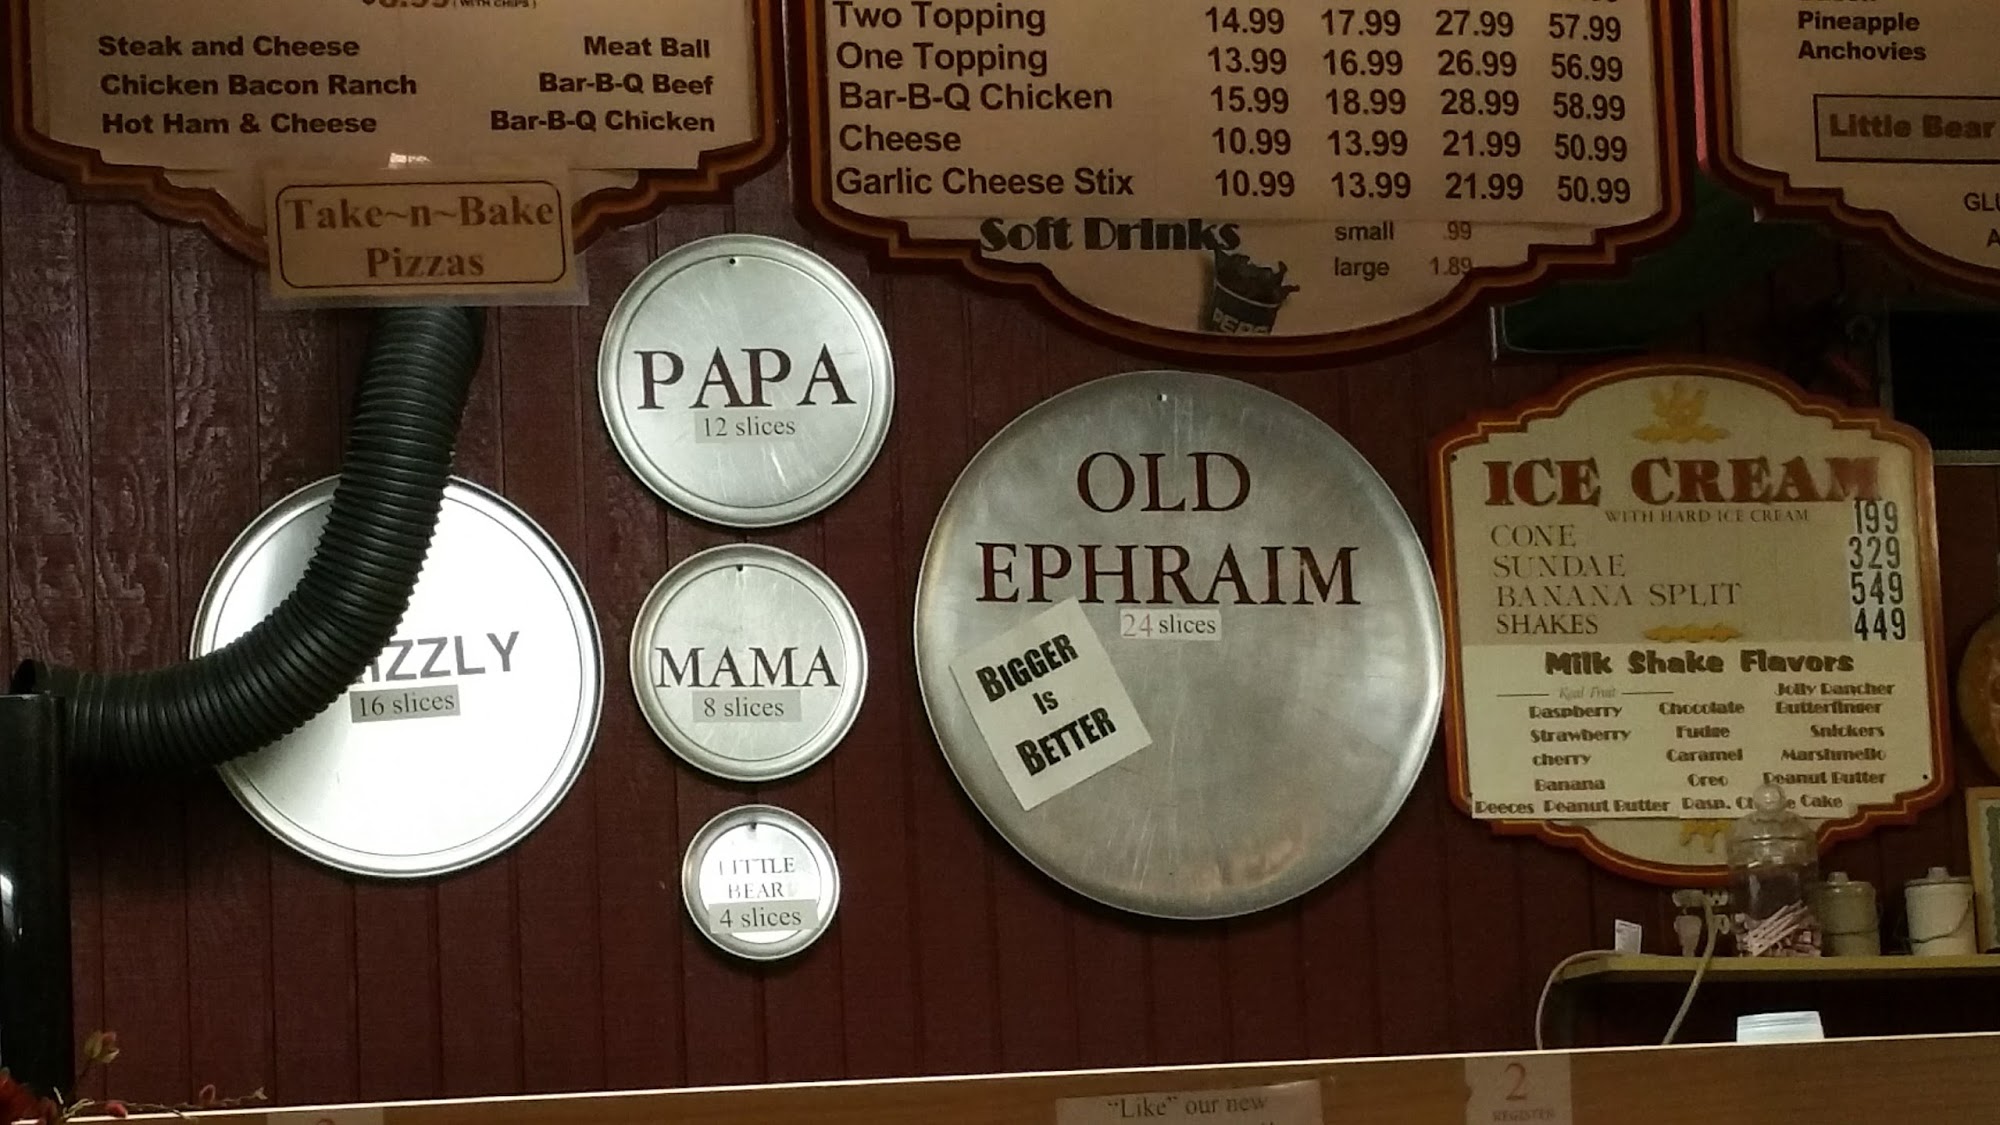 Steak and Cheese Meat Ball
Chicken Bacon Ranch Bar-B-Q Beef
Hot Ham & Cheese Bar-B-Q Chicken
Take~n~Bake
Pizzas
Two Topping 14.99 17.99 27.99 57.99
One Topping 13.99 16.99 26.99 56.99
Bar-B-Q Chicken 15.99 18.99 28.99 58.99
Cheese 10.99 13.99 21.99 50.99
Garlic Cheese Stix 10.99 13.99 21.99 50.99
Soft Drinks small .99
large 1.89
Pineapple
Anchovies
Little Bear
PAPA
12 slices
16 slices
MAMA
8 slices
LITTLE
BEAR
4 slices
OLD
EPHRAIM
24 slices
BIGGER
IS
BETTER
ICE CREAM
WITH HARD ICE CREAM
CONE 199
SUNDAE 329
BANANA SPLIT 549
SHAKES 449
Milk Shake Flavors
Real Fruit
Raspberry
Strawberry
cherry
Banana
Chocolate
Fudge
Caramel
Oreo
Jolly Rancher
Butterfinger
Snickers
Marshmello
Peanut Butter
Reeces Peanut Butter Rasp. Cake
"Like" our new
2
REGISTER